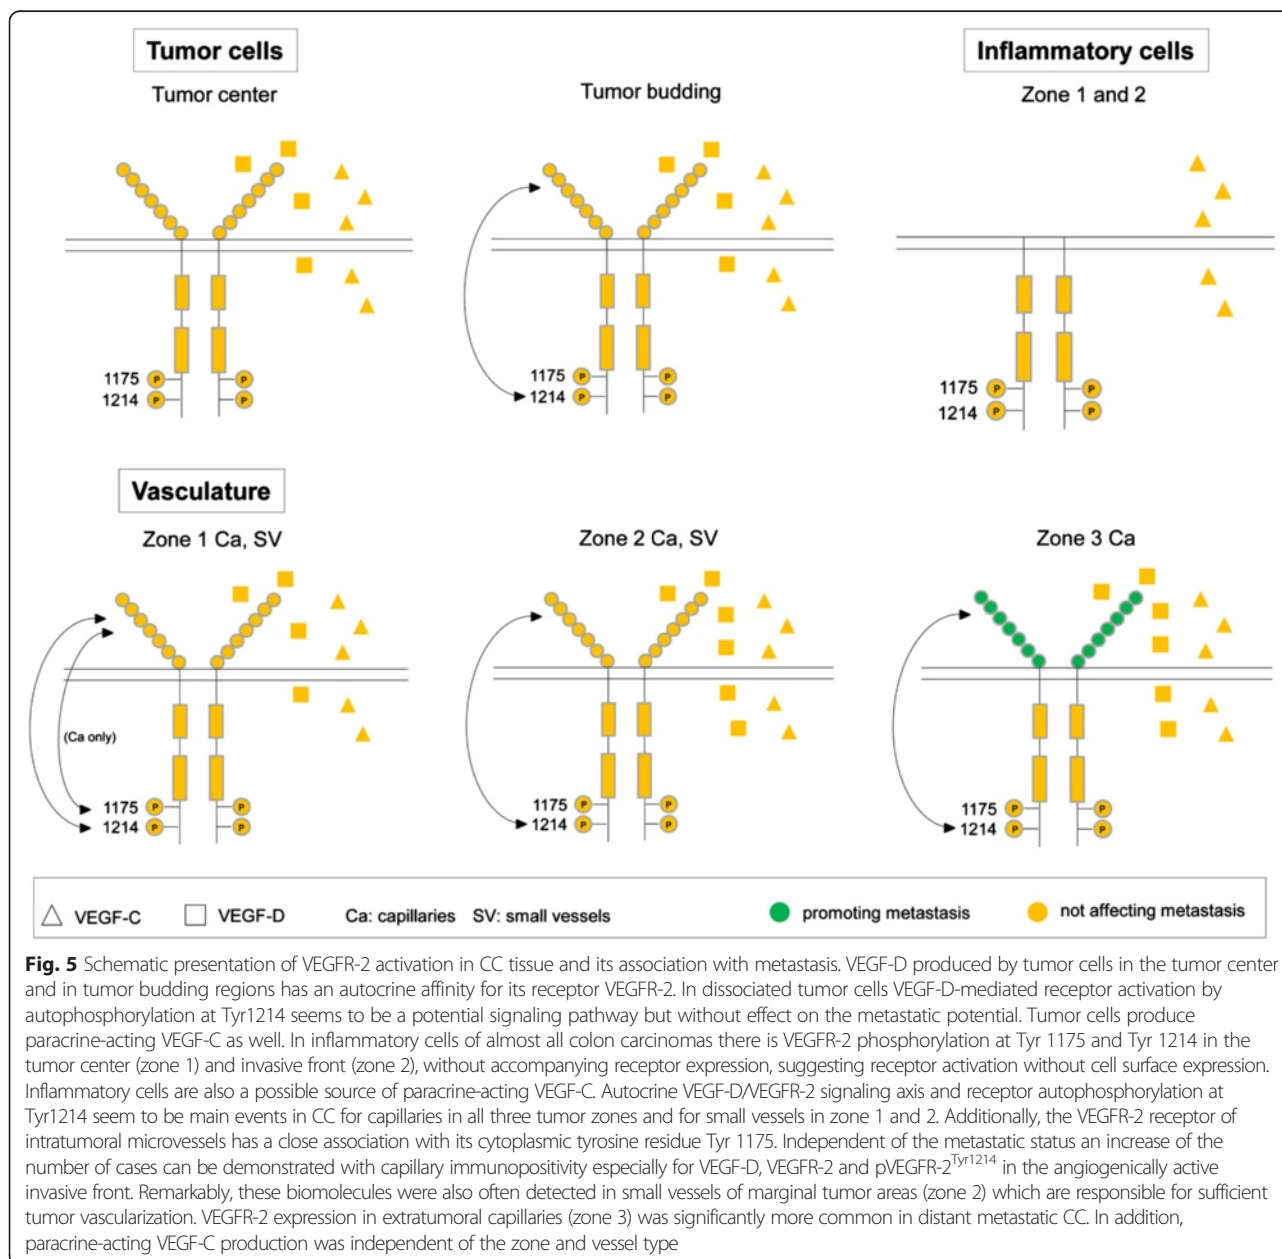 Tumor cells
Inflammatory cells
Tumor center
Tumor budding
Zone 1 and 2
1175 P P
1214 P P
1175 P P
1214 P P
1175 P P
1214 P P
Vasculature
Zone 1 Ca, SV
Zone 2 Ca, SV
Zone 3 Ca
(Ca only)
1175 P P
1214 P P
1175 P P
1214 P P
1175 P P
1214 P P
VEGF-C VEGF-D Ca: capillaries SV: small vessels promoting metastasis not affecting metastasis
Fig. 5 Schematic presentation of VEGFR-2 activation in CC tissue and its association with metastasis. VEGF-D produced by tumor cells in the tumor center
and in tumor budding regions has an autocrine affinity for its receptor VEGFR-2. In dissociated tumor cells VEGF-D-mediated receptor activation by
autophosphorylation at Tyr1214 seems to be a potential signaling pathway but without effect on the metastatic potential. Tumor cells produce
paracrine-acting VEGF-C as well. In inflammatory cells of almost all colon carcinomas there is VEGFR-2 phosphorylation at Tyr 1175 and Tyr 1214 in the
tumor center (zone 1) and invasive front (zone 2), without accompanying receptor expression, suggesting receptor activation without cell surface expression.
Inflammatory cells are also a possible source of paracrine-acting VEGF-C. Autocrine VEGF-D/VEGFR-2 signaling axis and receptor autophosphorylation at
Tyr1214 seem to be main events in CC for capillaries in all three tumor zones and for small vessels in zone 1 and 2. Additionally, the VEGFR-2 receptor of
intratumoral microvessels has a close association with its cytoplasmic tyrosine residue Tyr 1175. Independent of the metastatic status an increase of the
number of cases can be demonstrated with capillary immunopositivity especially for VEGF-D, VEGFR-2 and pVEGFR-2^Tyr1214 in the angiogenically active
invasive front. Remarkably, these biomolecules were also often detected in small vessels of marginal tumor areas (zone 2) which are responsible for sufficient
tumor vascularization. VEGFR-2 expression in extratumoral capillaries (zone 3) was significantly more common in distant metastatic CC. In addition,
paracrine-acting VEGF-C production was independent of the zone and vessel type